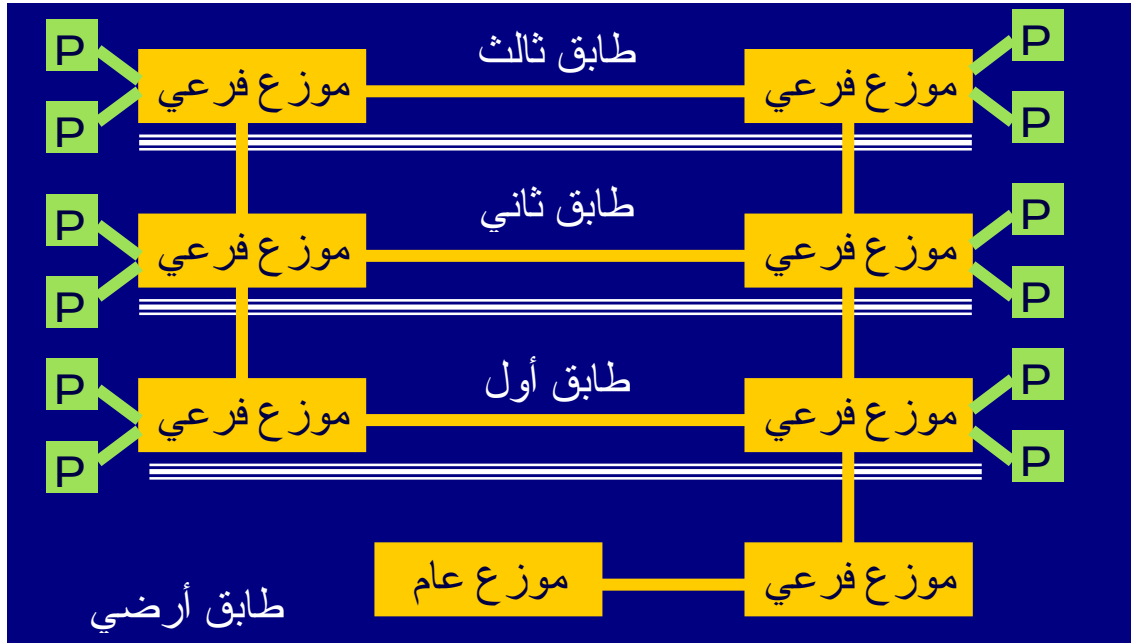 P طابق ثالث P
موزع فرعي موزع فرعي
P P
P طابق ثاني P
موزع فرعي موزع فرعي
P P
P طابق أول P
موزع فرعي موزع فرعي
P P
موزع فرعي موزع عام
طابق أرضي